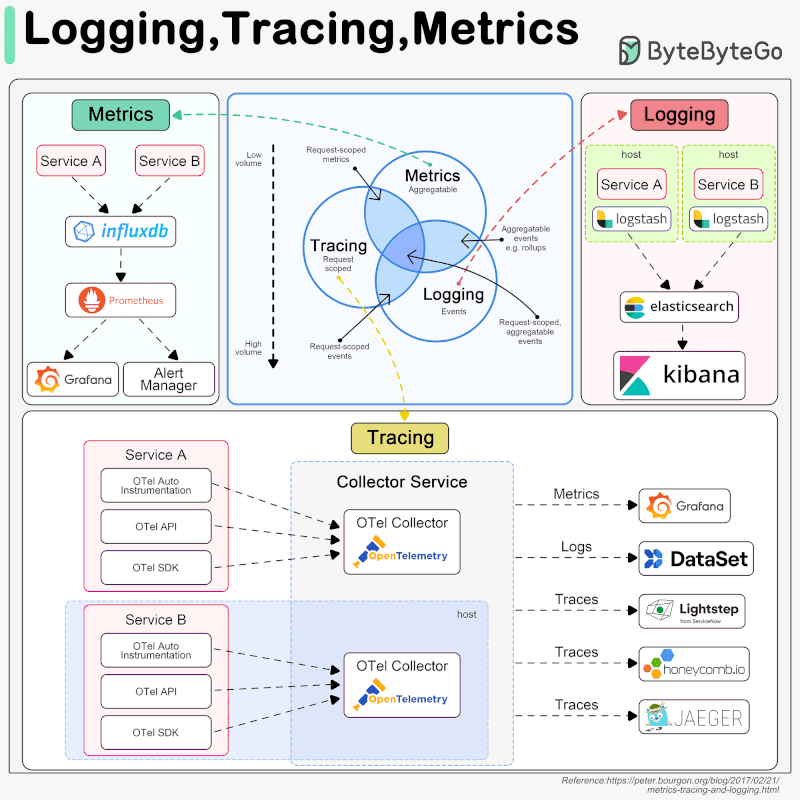 Logging,Tracing,Metrics
ByteByteGo
Metrics
Service A
Service B
influxdb
Prometheus
Grafana
Alert
Manager
Low
volume
High
volume
Request-scoped
metrics
Metrics
Aggregatable
Tracing
Request
scoped
Logging
Events
Aggregatable
events
e.g. rollups
Request-scoped
events
Request-scoped,
aggregatable
events
Logging
host
Service A
logstash
host
Service B
logstash
elasticsearch
kibana
Tracing
Service A
OTel Auto
Instrumentation
OTel API
OTel SDK
Collector Service
OTel Collector
OpenTelemetry
host
Service B
OTel Auto
Instrumentation
OTel API
OTel SDK
OTel Collector
OpenTelemetry
Metrics
Grafana
Logs
DataSet
Traces
Lightstep
from ServiceNow
Traces
honeycomb.io
Traces
JAEGER
Reference:https://peter.bourgon.org/blog/2017/02/21/
metrics-tracing-and-logging.html